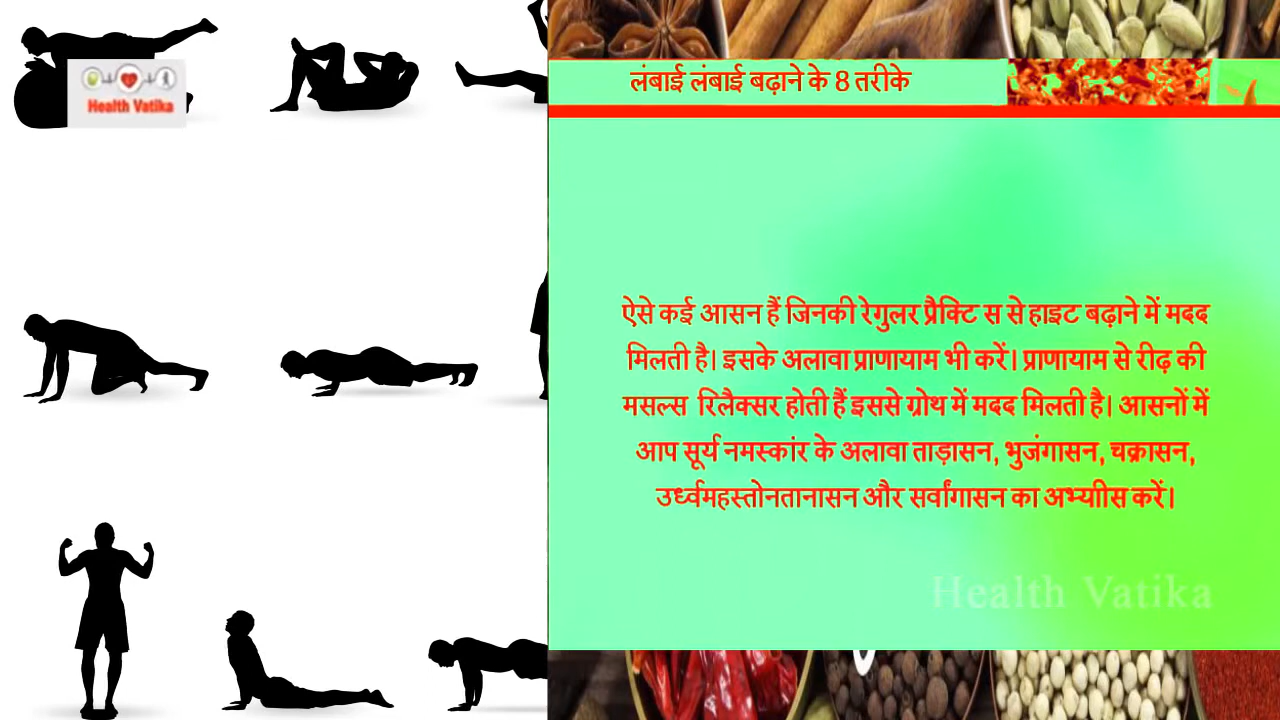 Health Vatika
लंबाई लंबाई बढ़ाने के 8 तरीके
ऐसे कई आसन हैं जिनकी रेगुलर प्रैक्टि स से हाइट बढ़ाने में मदद
मिलती है। इसके अलावा प्राणायाम भी करें। प्राणायाम से रीढ़ की
मसल्स रिलैक्सर होती हैं इससे ग्रोथ में मदद मिलती है। आसनों में
आप सूर्य नमस्कांर के अलावा ताड़ासन, भुजंगासन, चक्रासन,
उर्ध्वमहस्तोनतानासन और सर्वांगासन का अभ्याीस करें।
Health Vatika